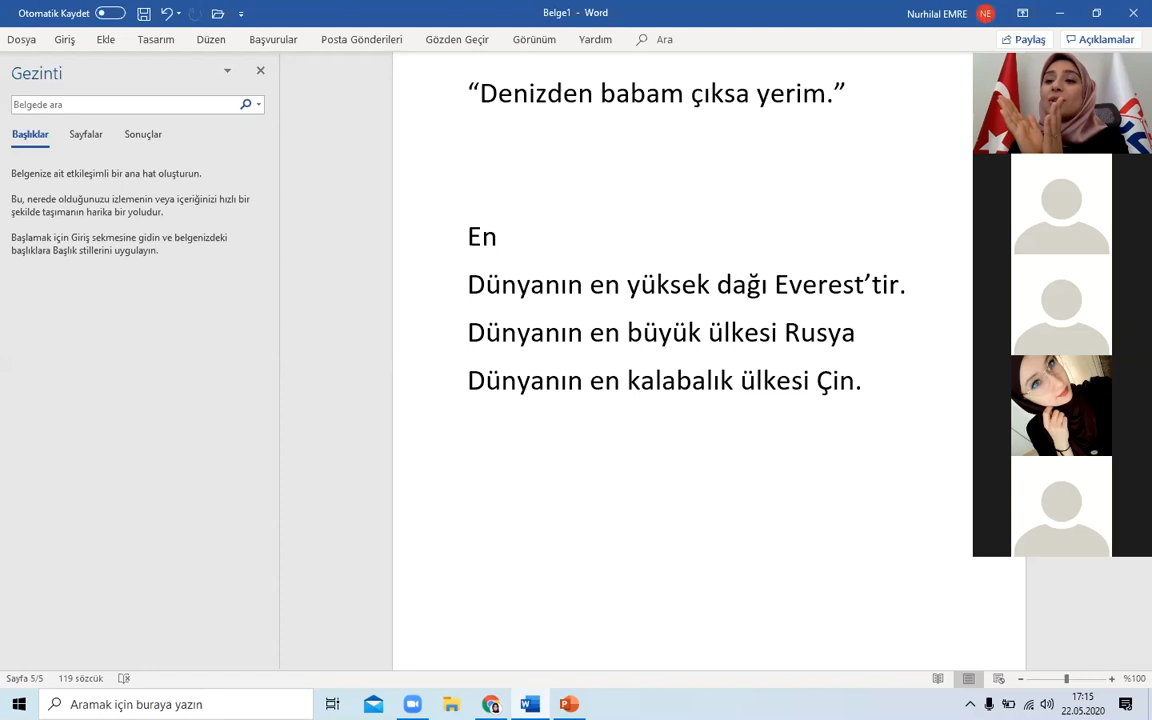 Otomatik Kaydet
Belge1 - Word
Nurhilal EMRE
NE
Dosya Giriş Ekle Tasarım Düzen Başvurular Posta Gönderileri Gözden Geçir Görünüm Yardım Ara
Paylaş Açıklamalar
Gezinti
Belgede ara
Başlıklar Sayfalar Sonuçlar
Belgenize ait etkileşimli bir ana hat oluşturun.
Bu, nerede olduğunuzu izlemenin veya içeriğinizi hızlı bir
şekilde taşımanın harika bir yoludur.
Başlamak için Giriş sekmesine gidin ve belgenizdeki
başlıklara Başlık stillerini uygulayın.
“Denizden babam çıksa yerim.”
En
Dünyanın en yüksek dağı Everest’tir.
Dünyanın en büyük ülkesi Rusya
Dünyanın en kalabalık ülkesi Çin.
Sayfa 5/5 119 sözcük
%100
Aramak için buraya yazın
17:15
22.05.2020